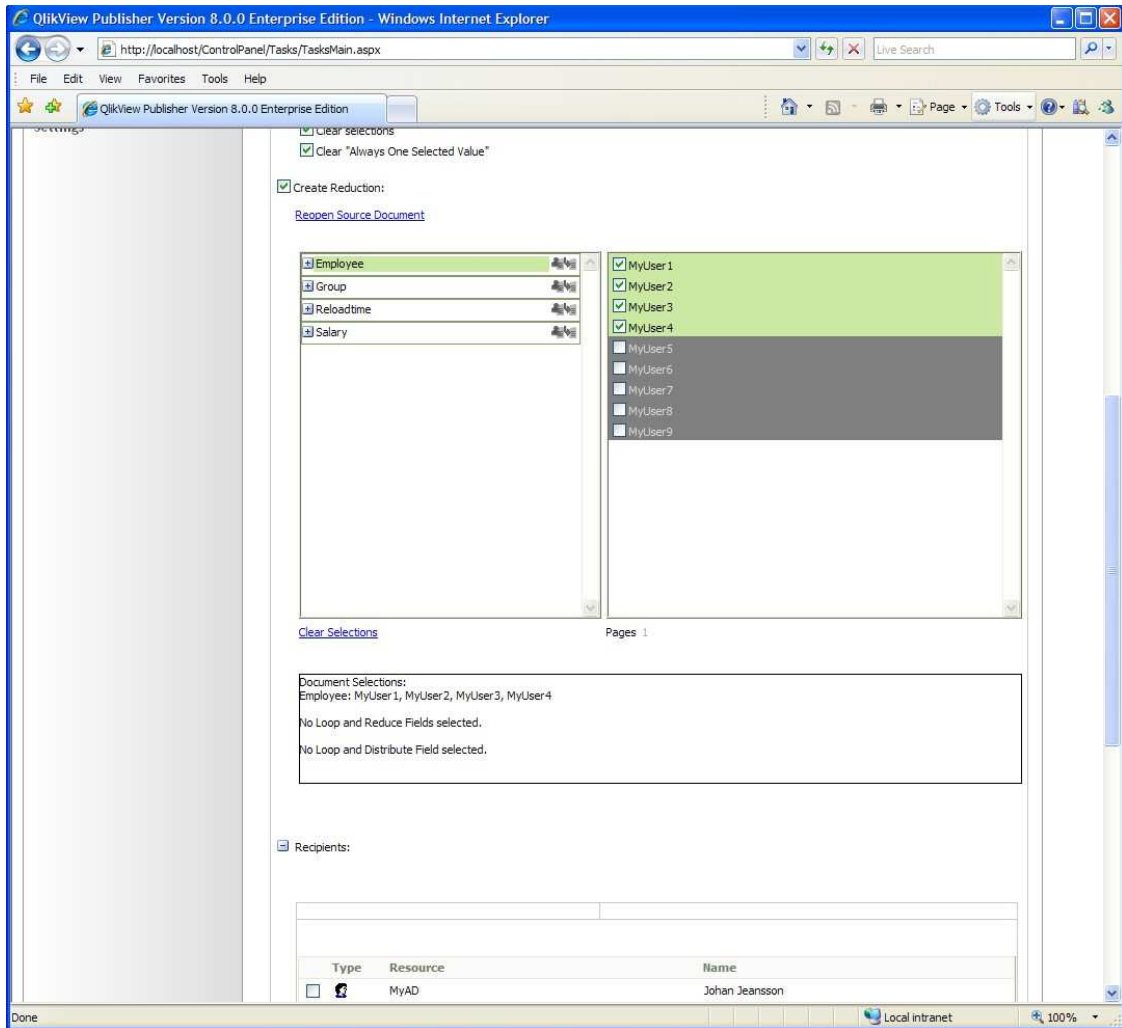 QlikView Publisher Version 8.0.0 Enterprise Edition - Windows Internet Explorer
http://localhost/ControlPanel/Tasks/TasksMain.aspx
Live Search
File Edit View Favorites Tools Help
QlikView Publisher Version 8.0.0 Enterprise Edition
Page Tools
Settings
Clear selections
Clear "Always One Selected Value"
Create Reduction:
Reopen Source Document
Employee
Group
Reloadtime
Salary
MyUser1
MyUser2
MyUser3
MyUser4
MyUser5
MyUser6
MyUser7
MyUser8
MyUser9
Clear Selections
Pages 1
Document Selections:
Employee: MyUser1, MyUser2, MyUser3, MyUser4
No Loop and Reduce Fields selected.
No Loop and Distribute Field selected.
Recipients:
Type Resource Name
MyAD Johan Jeansson
Done Local intranet 100%